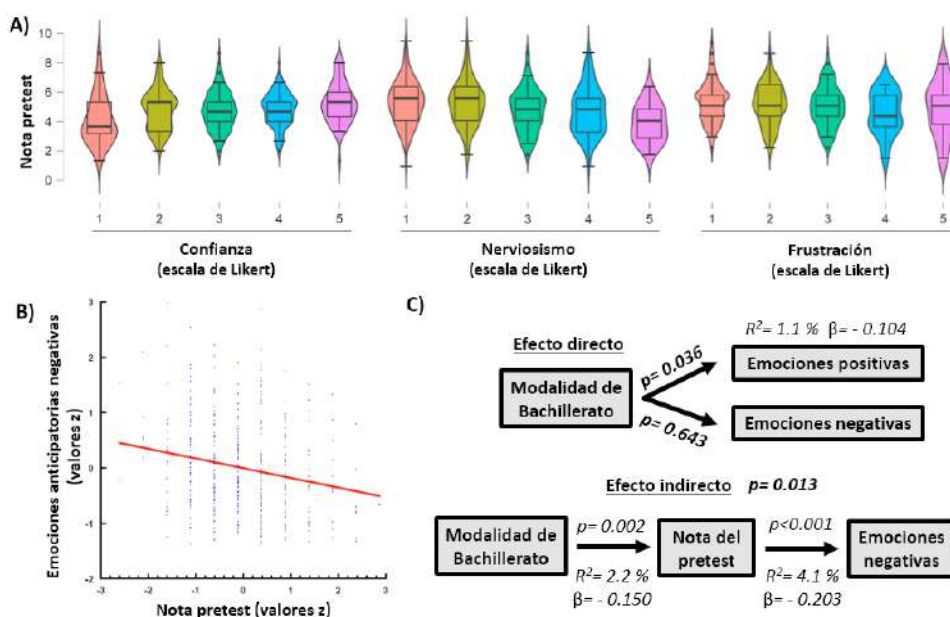 A)
Nota pretest
10
8
6
4
2
0
1 2 3 4 5 1 2 3 4 5 1 2 3 4 5
Confianza
(escala de Likert)
Nerviosismo
(escala de Likert)
Frustración
(escala de Likert)
B)
Emociones anticipatorias negativas
(valores z)
3
2
1
0
-1
-2
-3 -2 -1 0 1 2 3
Nota pretest (valores z)
C)
R²= 1.1 % β= - 0.104
Efecto directo
Modalidad de
Bachillerato
p= 0.036
Emociones positivas
p= 0.643
Emociones negativas
Efecto indirecto p= 0.013
Modalidad de
Bachillerato
p= 0.002
R²= 2.2 %
β= - 0.150
Nota del
pretest
p<0.001
R²= 4.1 %
β= - 0.203
Emociones
negativas